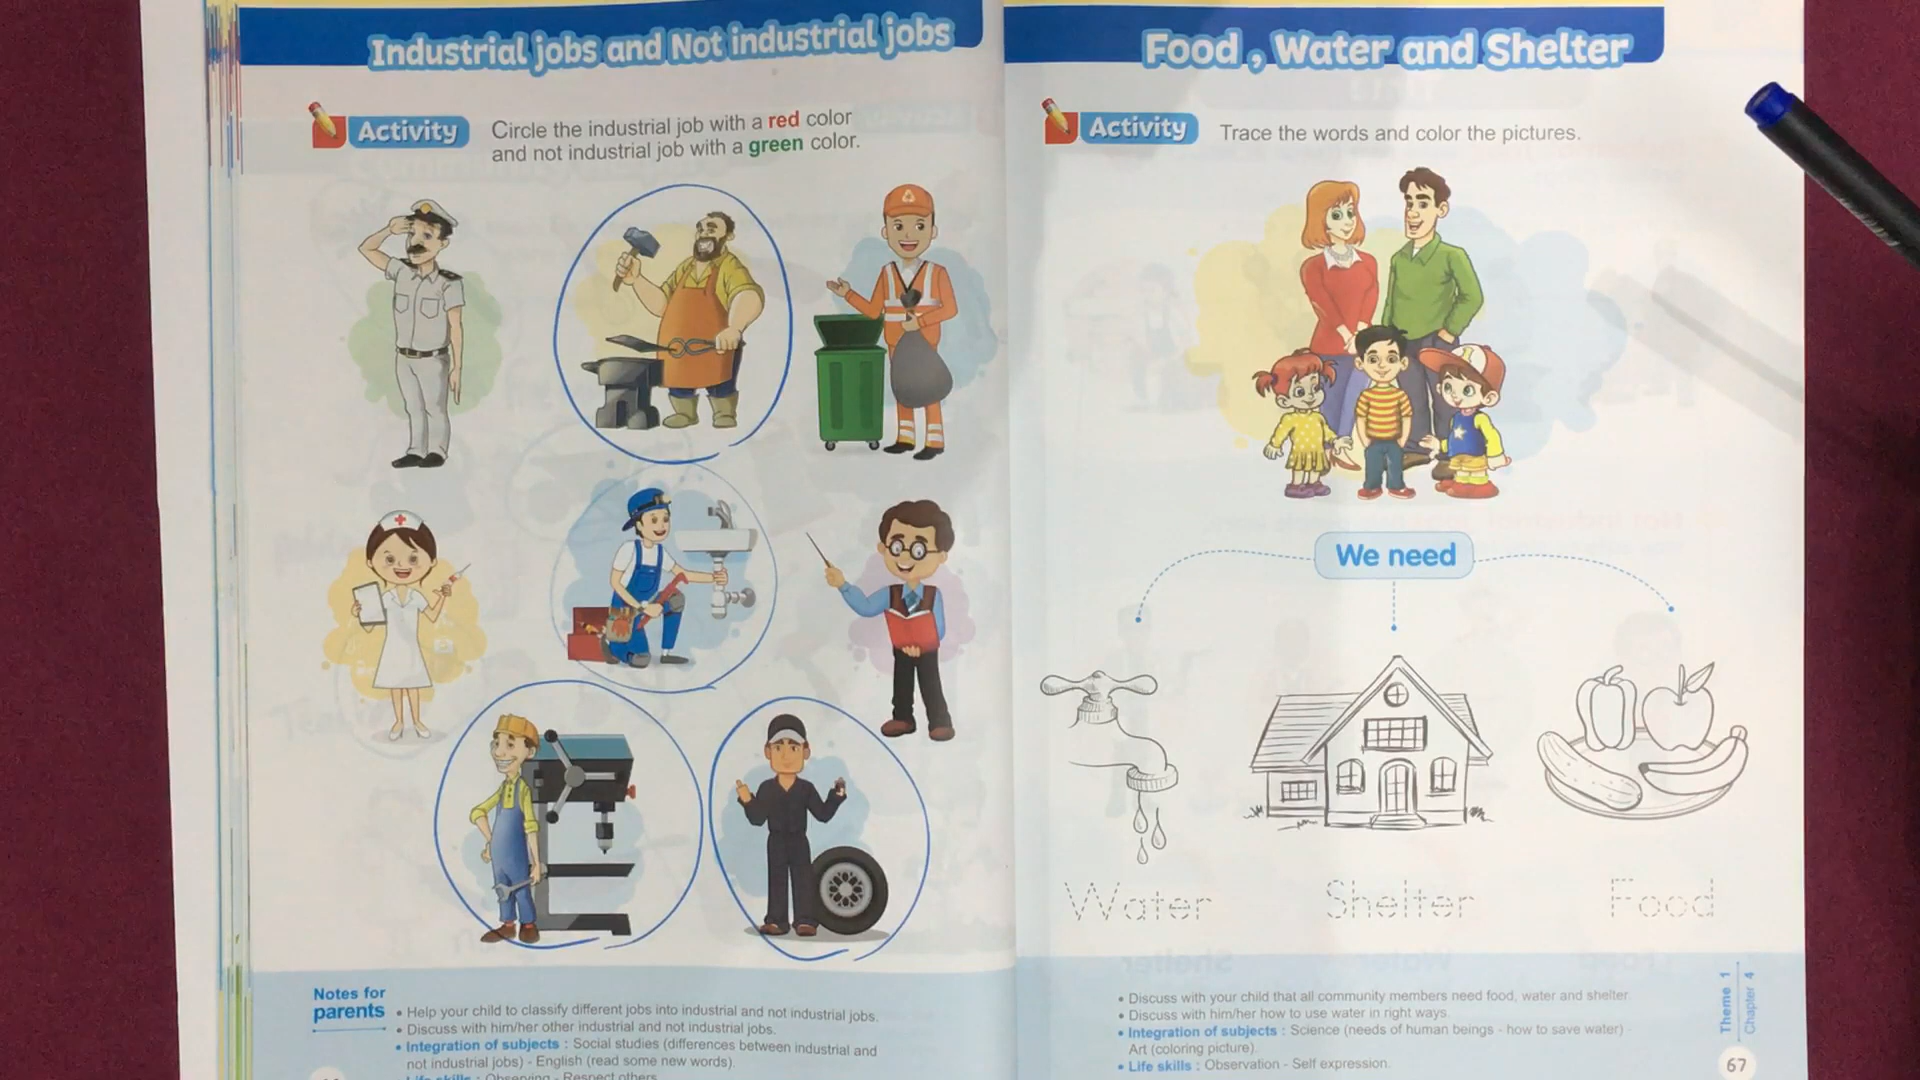 Industrial jobs and Not industrial jobs
Activity
Circle the industrial job with a red color
and not industrial job with a green color.
Notes for
parents
• Help your child to classify different jobs into industrial and not industrial jobs.
• Discuss with him/her other industrial and not industrial jobs.
• Integration of subjects : Social studies (differences between industrial and
not industrial jobs) - English (read some new words).
• Life skills : Observing - Respect others.
Food , Water and Shelter
Activity
Trace the words and color the pictures.
We need
Water
Shelter
Food
• Discuss with your child that all community members need food, water and shelter.
• Discuss with him/her how to use water in right ways.
• Integration of subjects : Science (needs of human beings - how to save water) -
Art (coloring picture).
• Life skills : Observation - Self expression.
Theme 1
Chapter 4
67